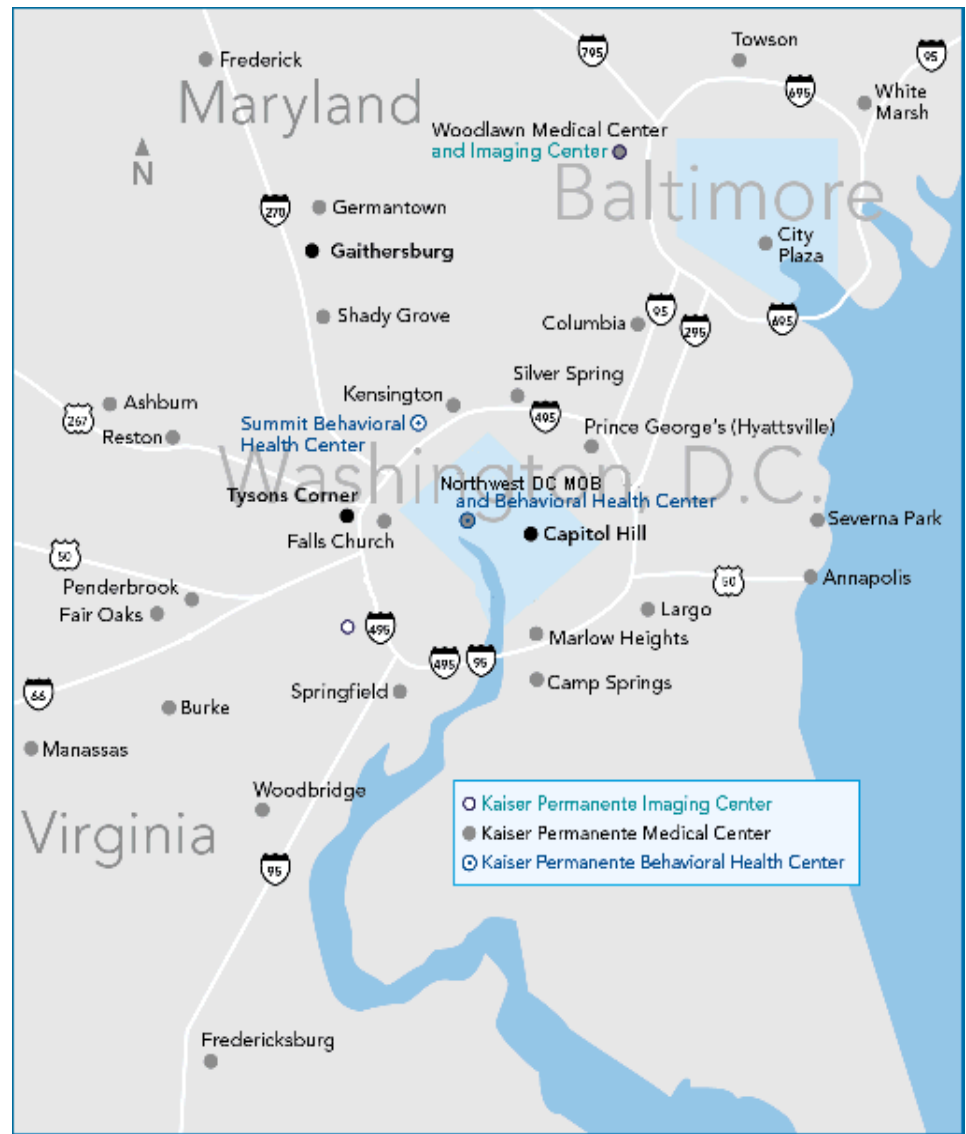 Towson
795
95
Frederick
695
White
Marsh
Maryland
Woodlawn Medical Center
and Imaging Center
N
Baltimore
270
Germantown
City
Plaza
Gaithersburg
Shady Grove
Columbia
95
295
695
Silver Spring
Kensington
Ashburn
267
495
Summit Behavioral
Health Center
Prince George's (Hyattsville)
Reston
Washington, D.C.
Northwest DC MOB
and Behavioral Health Center
Tysons Corner
Falls Church
Capitol Hill
Severna Park
50
Penderbrook
50
Annapolis
Fair Oaks
Largo
495
Marlow Heights
495
95
Springfield
Camp Springs
66
Burke
Manassas
Woodbridge
Kaiser Permanente Imaging Center
Kaiser Permanente Medical Center
Kaiser Permanente Behavioral Health Center
Virginia
95
Fredericksburg